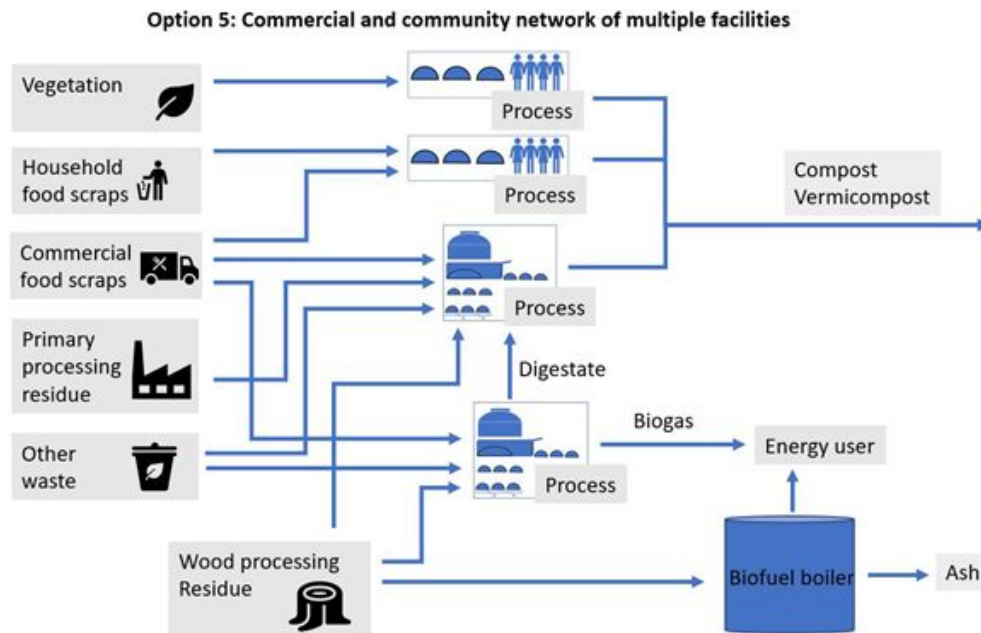 Option 5: Commercial and community network of multiple facilities
Vegetation
Process
Household
food scraps
Process
Compost
Vermicompost
Commercial
food scraps
Process
Primary
processing
residue
Digestate
Biogas
Energy user
Other
waste
Process
Wood processing
Residue
Biofuel boiler
Ash